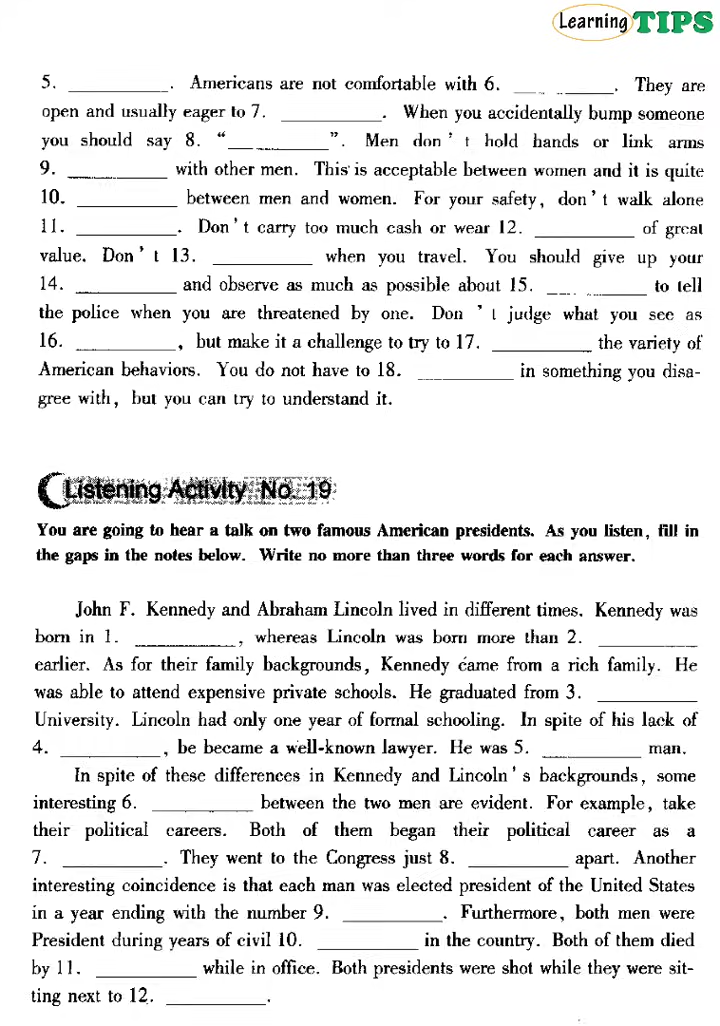 Learning TIPS
5. __________. Americans are not comfortable with 6. ___ ______. They are
open and usually eager to 7. __________. When you accidentally bump someone
you should say 8. “__________”. Men don't hold hands or link arms
9. __________ with other men. This is acceptable between women and it is quite
10. __________ between men and women. For your safety, don't walk alone
11. __________. Don't carry too much cash or wear 12. __________ of great
value. Don't 13. __________ when you travel. You should give up your
14. __________ and observe as much as possible about 15. ___ ______ to tell
the police when you are threatened by one. Don't judge what you see as
16. __________, but make it a challenge to try to 17. __________ the variety of
American behaviors. You do not have to 18. __________ in something you disa-
gree with, but you can try to understand it.
Listening Activity No. 19
You are going to hear a talk on two famous American presidents. As you listen, fill in
the gaps in the notes below. Write no more than three words for each answer.
John F. Kennedy and Abraham Lincoln lived in different times. Kennedy was
born in 1. __________, whereas Lincoln was born more than 2. __________
earlier. As for their family backgrounds, Kennedy came from a rich family. He
was able to attend expensive private schools. He graduated from 3. __________
University. Lincoln had only one year of formal schooling. In spite of his lack of
4. __________, be became a well-known lawyer. He was 5. __________ man.
In spite of these differences in Kennedy and Lincoln's backgrounds, some
interesting 6. __________ between the two men are evident. For example, take
their political careers. Both of them began their political career as a
7. __________. They went to the Congress just 8. __________ apart. Another
interesting coincidence is that each man was elected president of the United States
in a year ending with the number 9. __________. Furthermore, both men were
President during years of civil 10. __________ in the country. Both of them died
by 11. __________ while in office. Both presidents were shot while they were sit-
ting next to 12. __________.